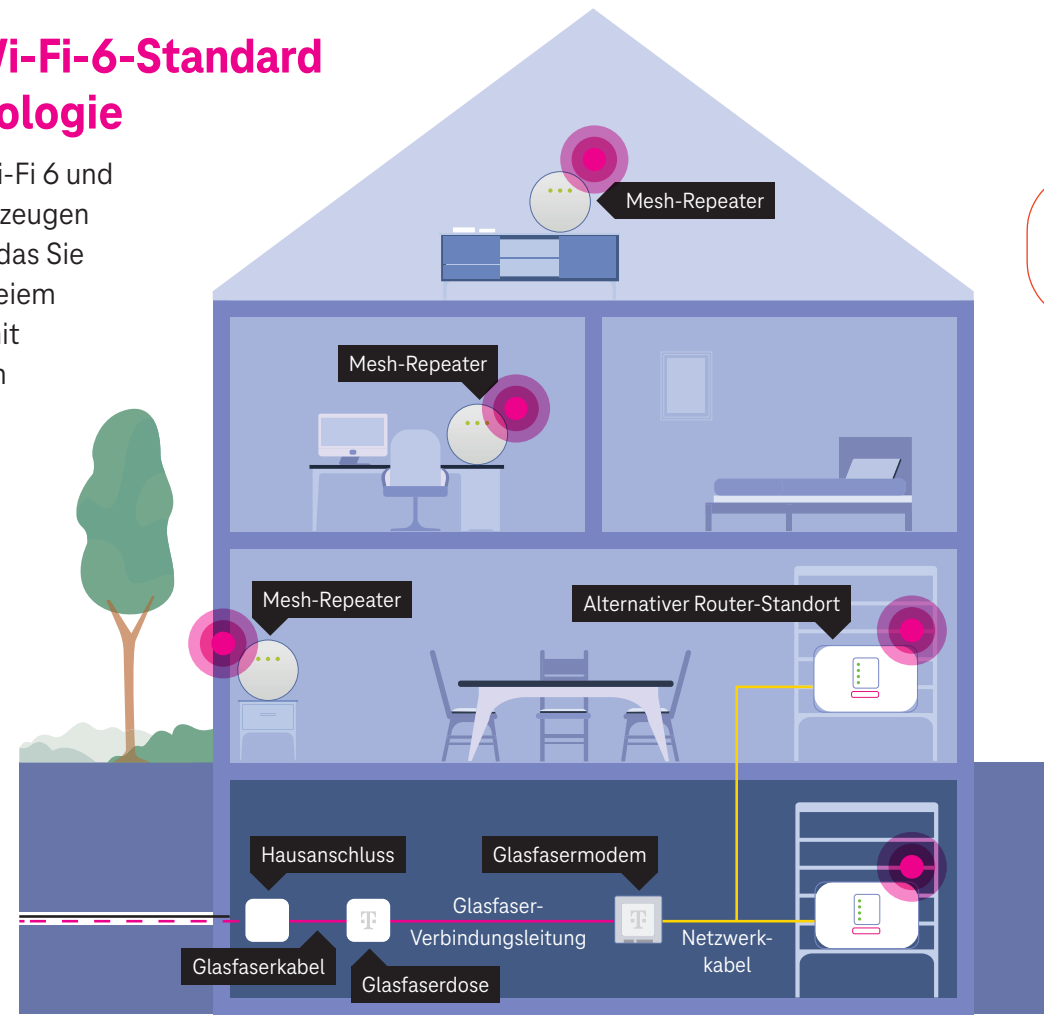 Wi-Fi-6-Standard
ologie
i-Fi 6 und
zeugen
das Sie
eiem
it
n
Mesh-Repeater
Mesh-Repeater
Mesh-Repeater
Alternativer Router-Standort
Hausanschluss
Glasfasermodem
T
T
Glasfaser-
Verbindungsleitung
Netzwerk-
kabel
Glasfaserkabel
Glasfaserdose